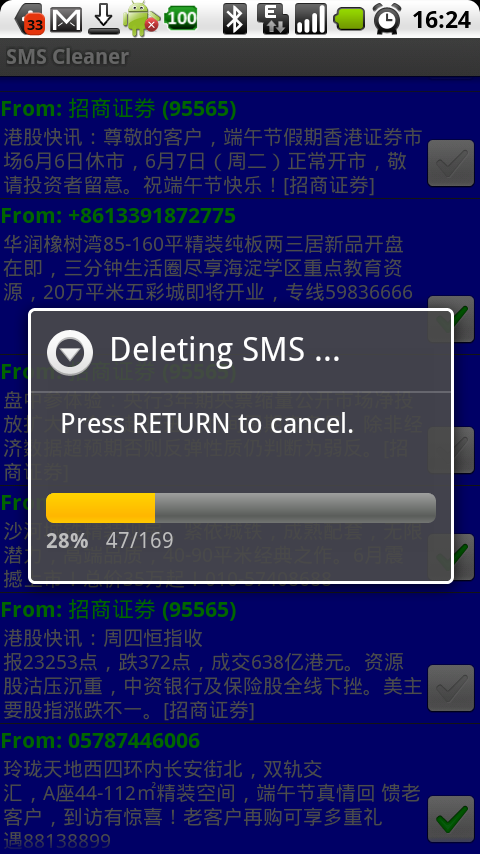 33
100
E
16:24
SMS Cleaner
From: 招商证券 (95565)
港股快讯：尊敬的客户，端午节假期香港证券市
场6月6日休市，6月7日（周二）正常开市，敬
请投资者留意。祝端午节快乐！[招商证券]
From: +8613391872775
华润橡树湾85-160平精装纯板两三居新品开盘
在即，三分钟生活圈尽享海淀学区重点教育资
源，20万平米五彩城即将开业，专线59836666
Deleting SMS ...
Press RETURN to cancel.
28% 47/169
From: 招商证券 (95565)
港股快讯：周四恒指收
报23253点，跌372点，成交638亿港元。资源
股沽压沉重，中资银行及保险股全线下挫。美主
要股指涨跌不一。[招商证券]
From: 05787446006
玲珑天地西四环内长安街北，双轨交
汇，A座44-112㎡精装空间，端午节真情回 馈老
客户，到访有惊喜！老客户再购可享多重礼
遇88138899